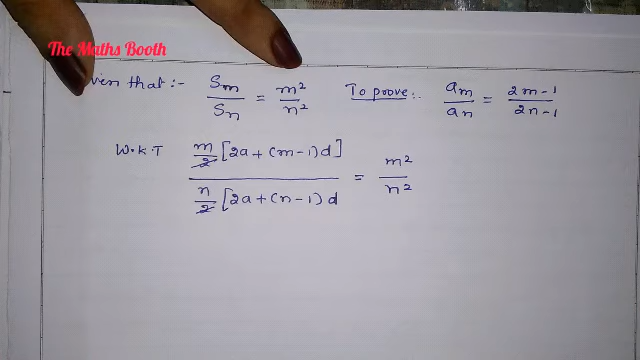 The Maths Booth
ven that :- Sm/Sn = m²/n² To prove :- am/an = 2m-1/2n-1
W.K.T m/2 [2a+(m-1)d] / n/2 [2a+(n-1)d = m²/n²